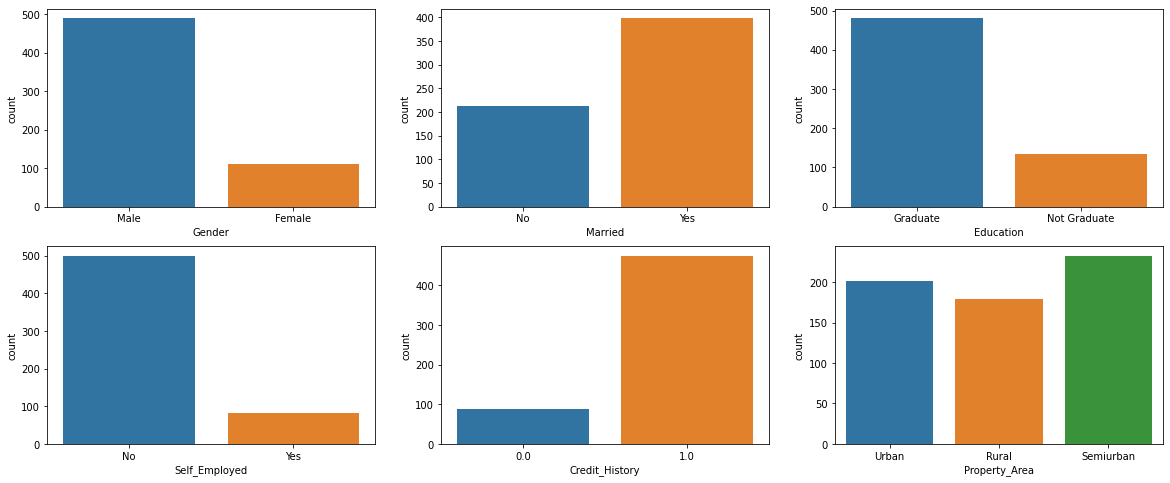 500
400
300
200
100
0
count
Male
Female
Gender
400
350
300
250
200
150
100
50
0
count
No
Yes
Married
500
400
300
200
100
0
count
Graduate
Not Graduate
Education
500
400
300
200
100
0
count
No
Yes
Self_Employed
400
300
200
100
0
count
0.0
1.0
Credit_History
200
150
100
50
0
count
Urban
Rural
Semiurban
Property_Area